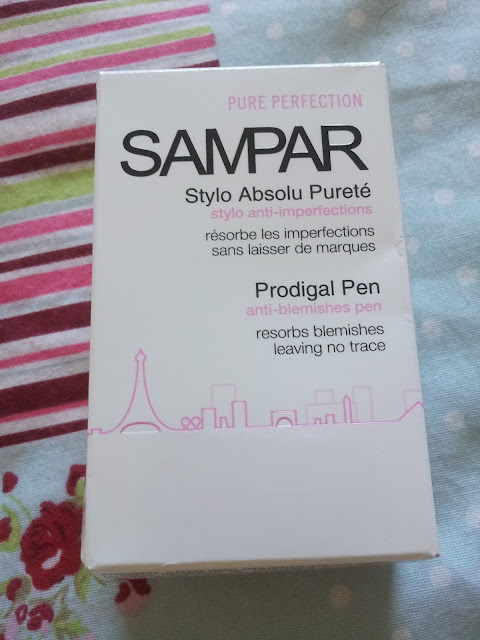 PURE PERFECTION
SAMPAR
Stylo Absolu Pureté
stylo anti-imperfections
résorbe les imperfections
sans laisser de marques
Prodigal Pen
anti-blemishes pen
resorbs blemishes
leaving no trace